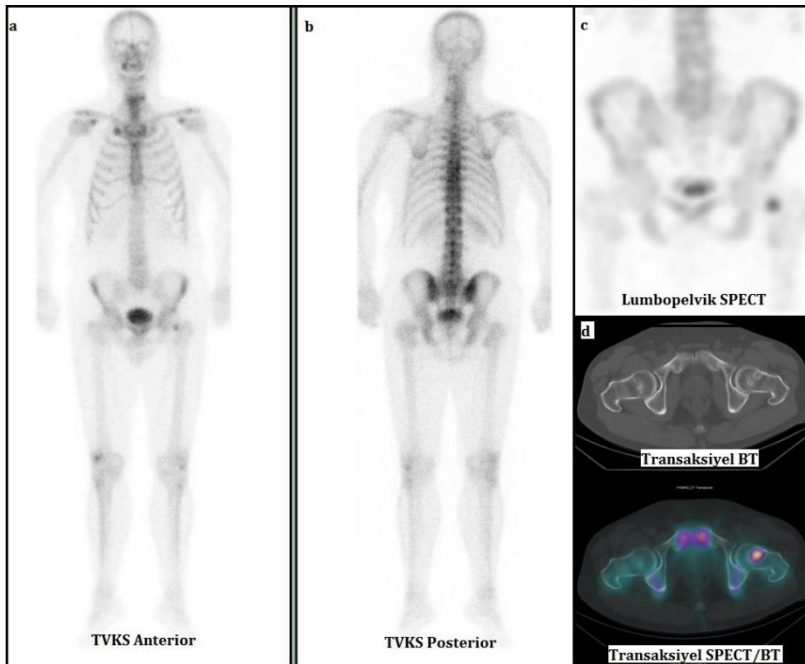 a
b
c
TVKS Anterior
TVKS Posterior
Lumbopelvik SPECT
d
Transaksiyel BT
Transaksiyel SPECT/BT